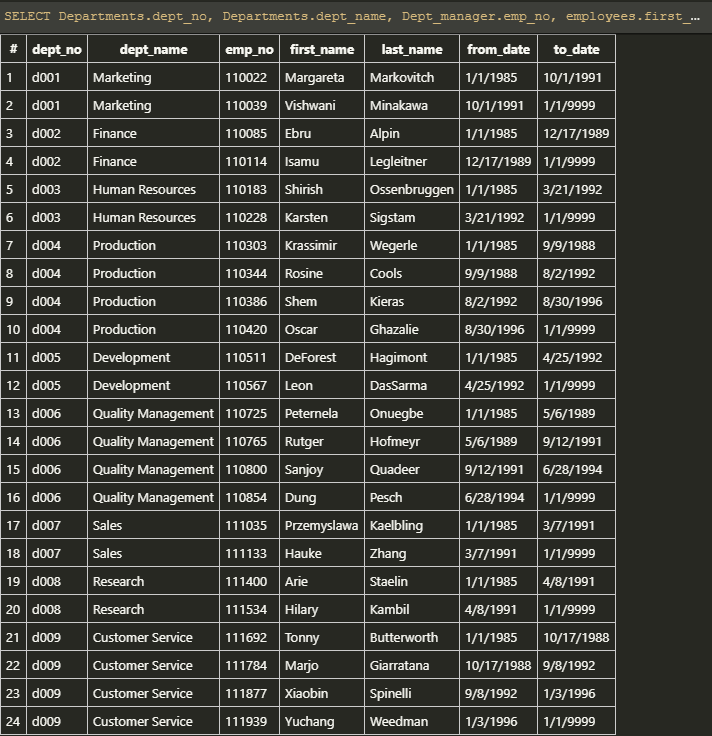 SELECT Departments.dept_no, Departments.dept_name, Dept_manager.emp_no, employees.first_…
# dept_no dept_name emp_no first_name last_name from_date to_date
1 d001 Marketing 110022 Margareta Markovitch 1/1/1985 10/1/1991
2 d001 Marketing 110039 Vishwani Minakawa 10/1/1991 1/1/9999
3 d002 Finance 110085 Ebru Alpin 1/1/1985 12/17/1989
4 d002 Finance 110114 Isamu Legleitner 12/17/1989 1/1/9999
5 d003 Human Resources 110183 Shirish Ossenbruggen 1/1/1985 3/21/1992
6 d003 Human Resources 110228 Karsten Sigstam 3/21/1992 1/1/9999
7 d004 Production 110303 Krassimir Wegerle 1/1/1985 9/9/1988
8 d004 Production 110344 Rosine Cools 9/9/1988 8/2/1992
9 d004 Production 110386 Shem Kieras 8/2/1992 8/30/1996
10 d004 Production 110420 Oscar Ghazalie 8/30/1996 1/1/9999
11 d005 Development 110511 DeForest Hagimont 1/1/1985 4/25/1992
12 d005 Development 110567 Leon DasSarma 4/25/1992 1/1/9999
13 d006 Quality Management 110725 Peternela Onuegbe 1/1/1985 5/6/1989
14 d006 Quality Management 110765 Rutger Hofmeyr 5/6/1989 9/12/1991
15 d006 Quality Management 110800 Sanjoy Quadeer 9/12/1991 6/28/1994
16 d006 Quality Management 110854 Dung Pesch 6/28/1994 1/1/9999
17 d007 Sales 111035 Przemyslawa Kaelbling 1/1/1985 3/7/1991
18 d007 Sales 111133 Hauke Zhang 3/7/1991 1/1/9999
19 d008 Research 111400 Arie Staelin 1/1/1985 4/8/1991
20 d008 Research 111534 Hilary Kambil 4/8/1991 1/1/9999
21 d009 Customer Service 111692 Tonny Butterworth 1/1/1985 10/17/1988
22 d009 Customer Service 111784 Marjo Giarratana 10/17/1988 9/8/1992
23 d009 Customer Service 111877 Xiaobin Spinelli 9/8/1992 1/3/1996
24 d009 Customer Service 111939 Yuchang Weedman 1/3/1996 1/1/9999